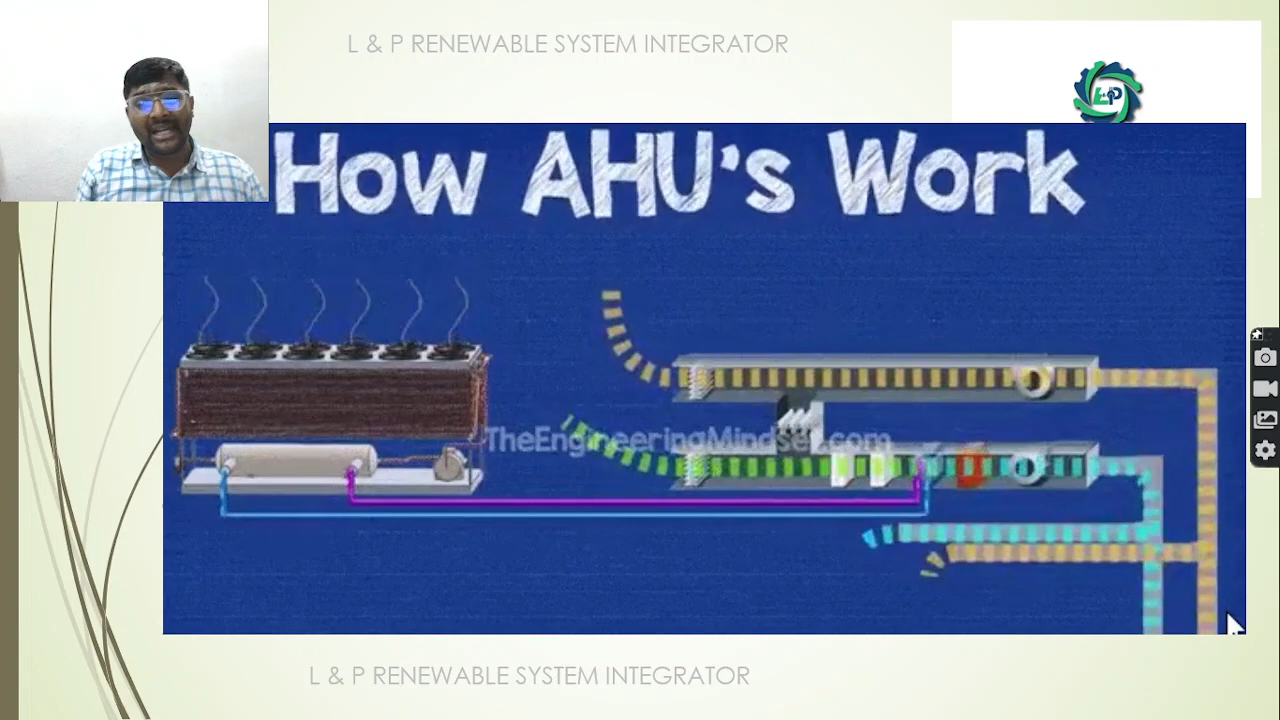 L & P RENEWABLE SYSTEM INTEGRATOR
L&P
How AHU's Work
TheEngineeringMindset.com
L & P RENEWABLE SYSTEM INTEGRATOR